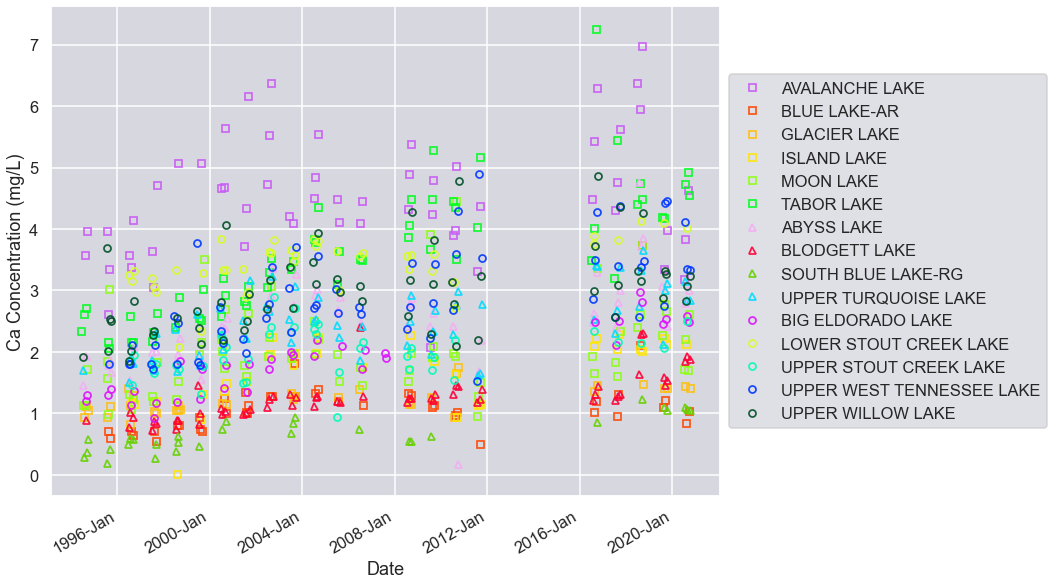 Ca Concentration (mg/L)
7
6
5
4
3
2
1
0
1996-Jan
2000-Jan
2004-Jan
2008-Jan
2012-Jan
2016-Jan
2020-Jan
Date
AVALANCHE LAKE
BLUE LAKE-AR
GLACIER LAKE
ISLAND LAKE
MOON LAKE
TABOR LAKE
ABYSS LAKE
BLODGETT LAKE
SOUTH BLUE LAKE-RG
UPPER TURQUOISE LAKE
BIG ELDORADO LAKE
LOWER STOUT CREEK LAKE
UPPER STOUT CREEK LAKE
UPPER WEST TENNESSEE LAKE
UPPER WILLOW LAKE